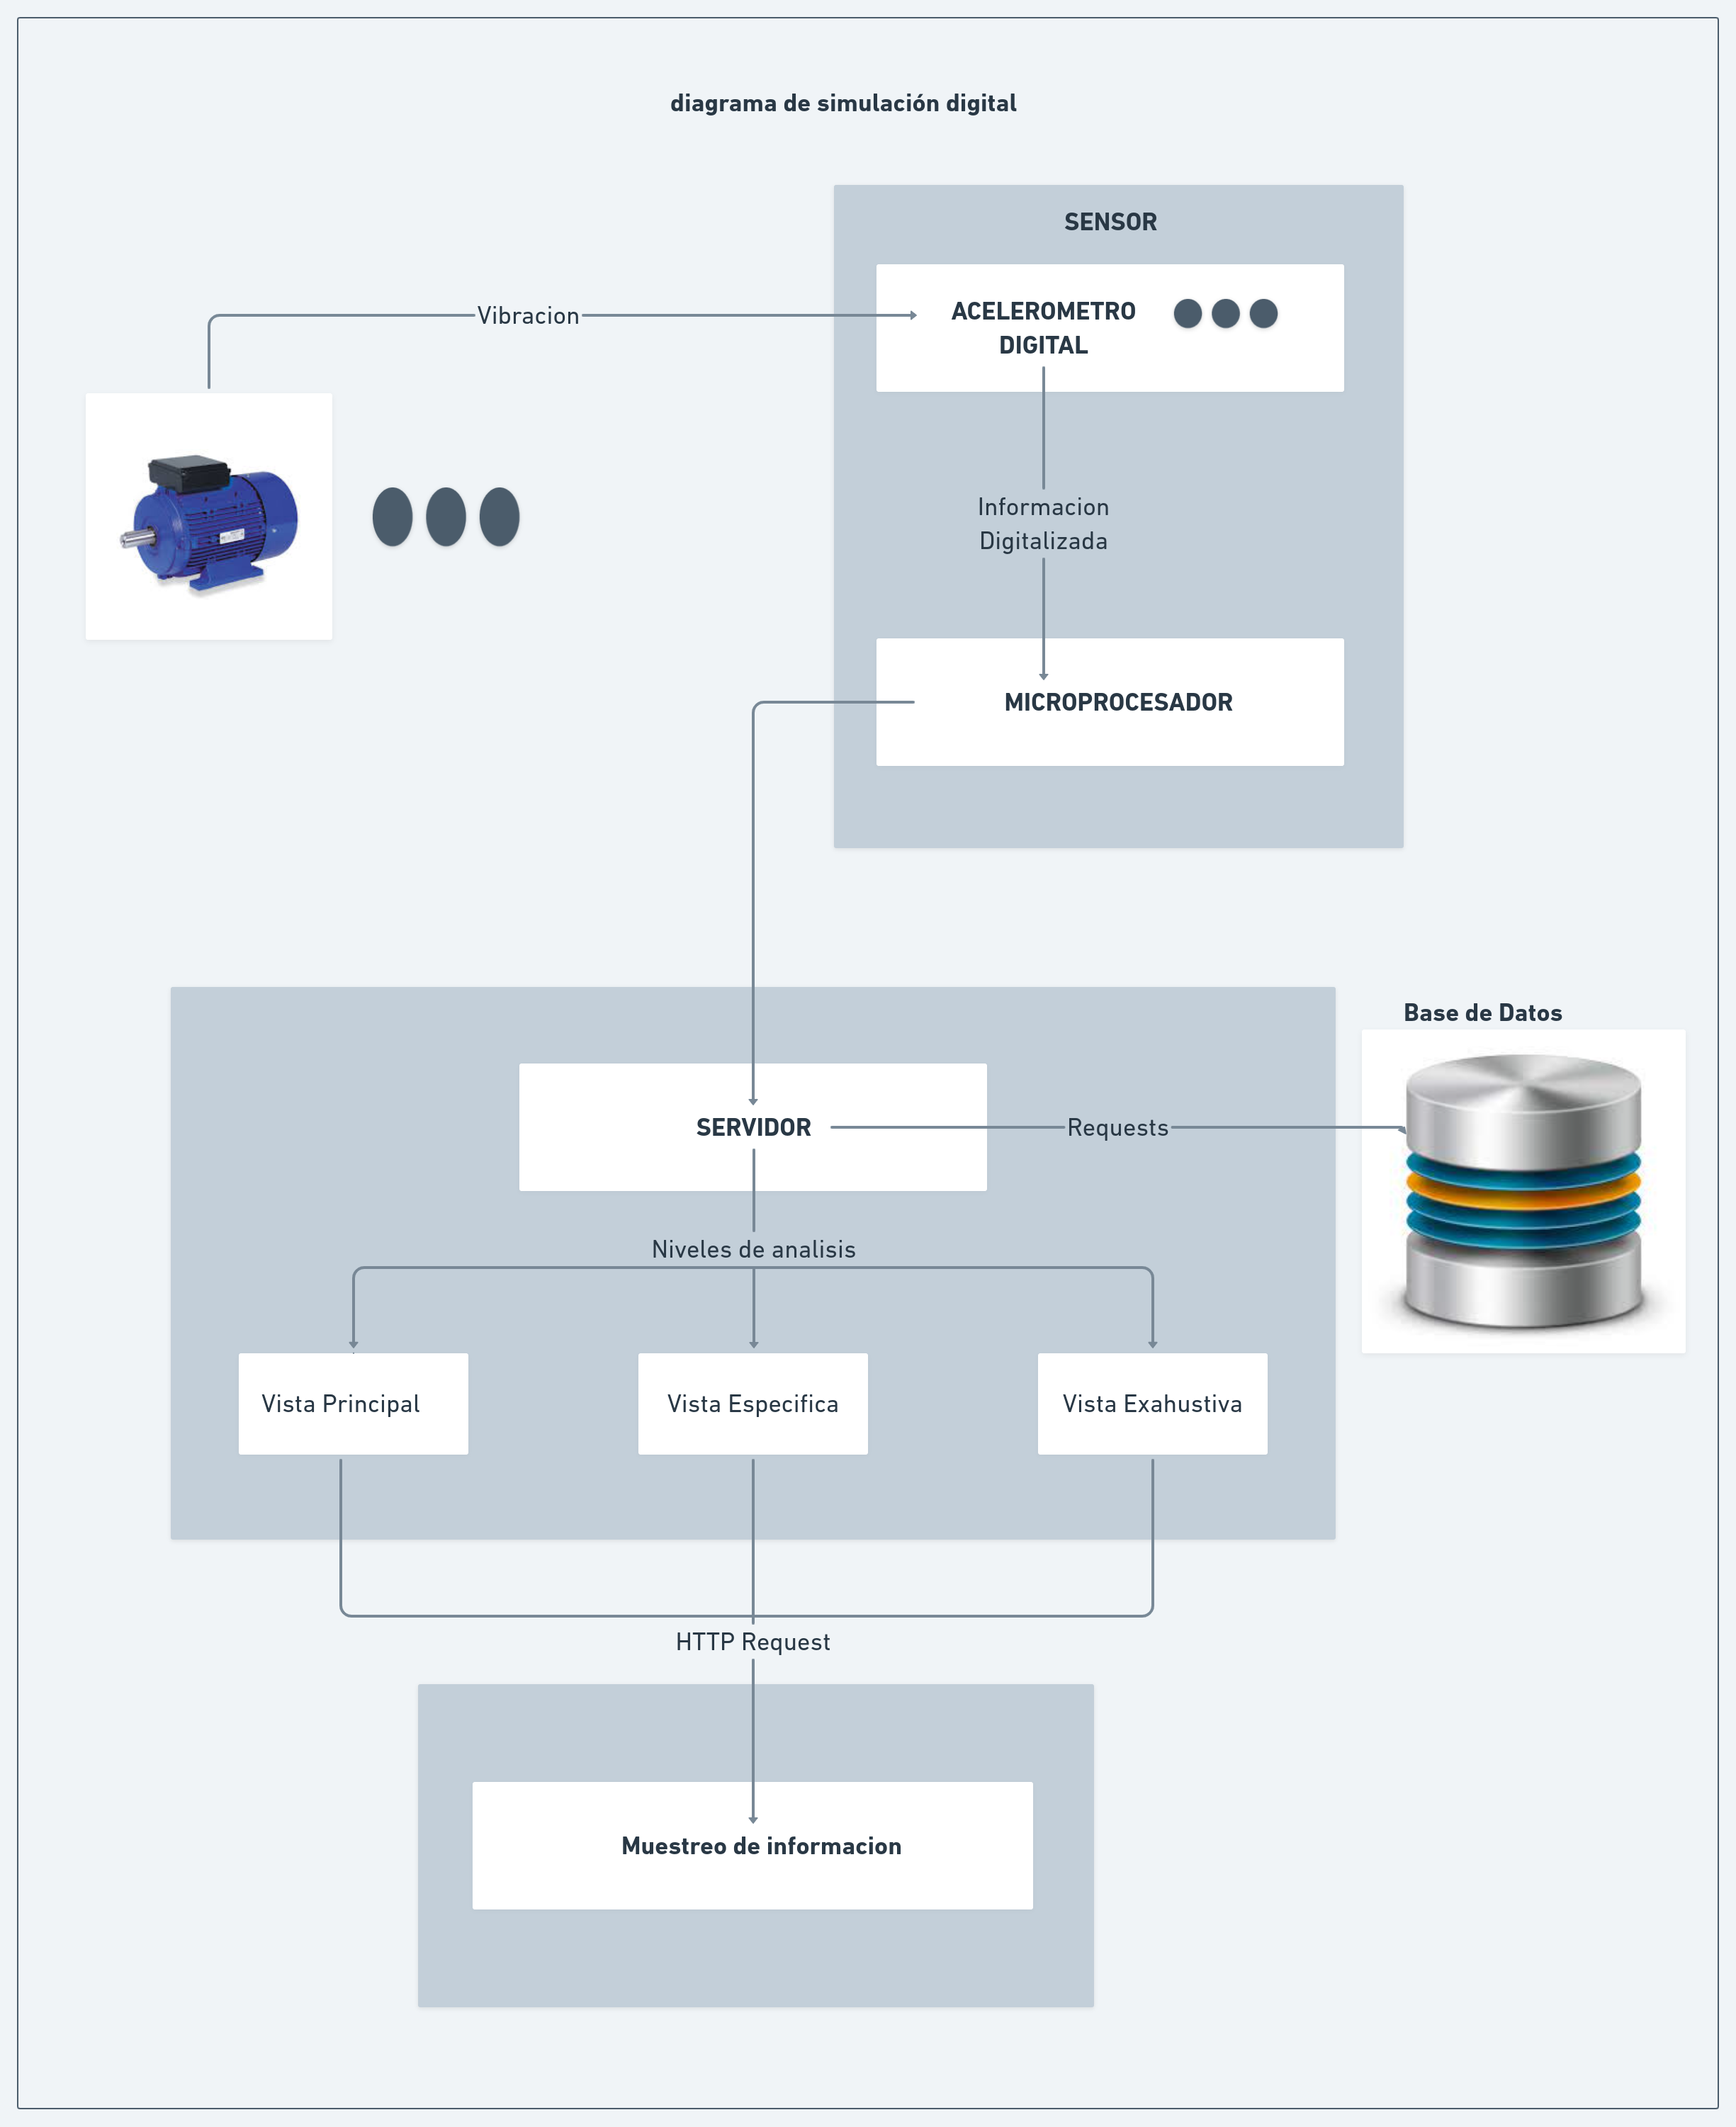 diagrama de simulación digital
SENSOR
Vibracion
ACELEROMETRO
DIGITAL
Informacion
Digitalizada
MICROPROCESADOR
Base de Datos
SERVIDOR
Requests
Niveles de analisis
Vista Principal
Vista Especifica
Vista Exahustiva
HTTP Request
Muestreo de informacion